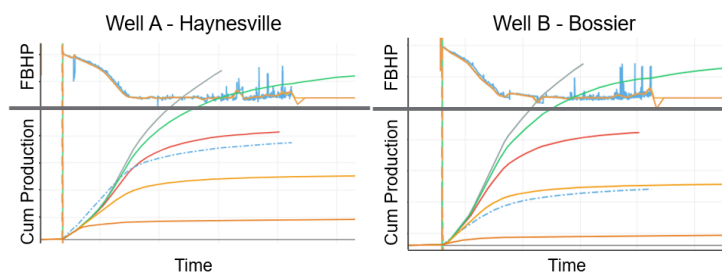 Well A - Haynesville
Well B - Bossier
FBHP
FBHP
Cum Production
Cum Production
Time
Time